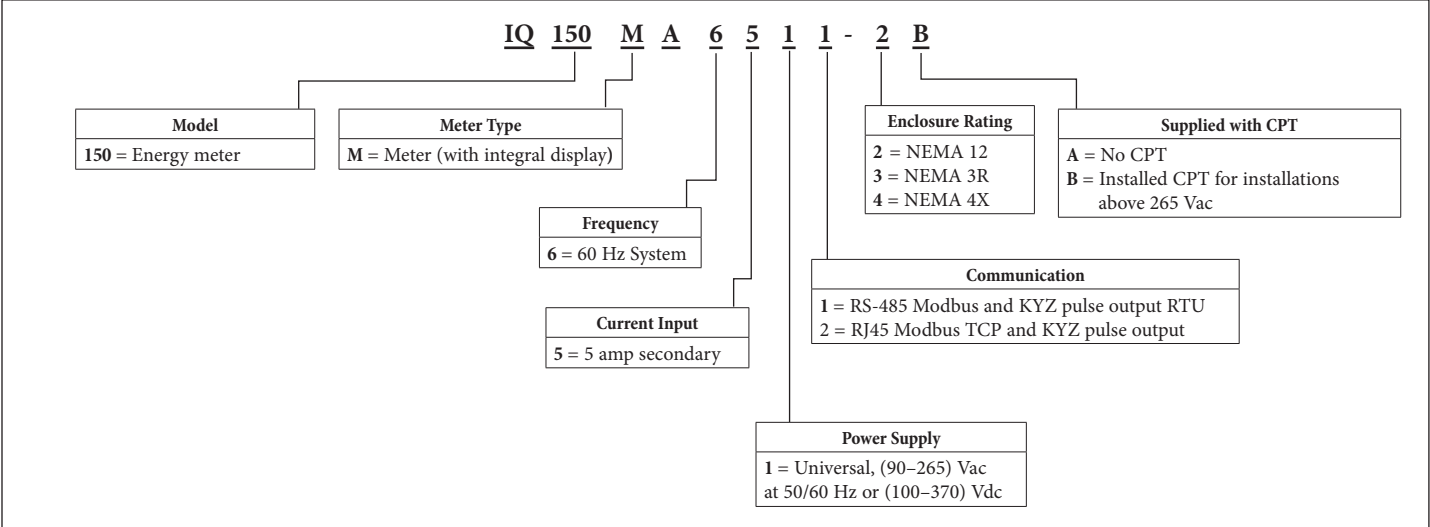 IQ 150 M A 6 5 1 1 - 2 B
Model
150 = Energy meter
Meter Type
M = Meter (with integral display)
Enclosure Rating
2 = NEMA 12
3 = NEMA 3R
4 = NEMA 4X
Supplied with CPT
A = No CPT
B = Installed CPT for installations
above 265 Vac
Frequency
6 = 60 Hz System
Communication
1 = RS-485 Modbus and KYZ pulse output RTU
2 = RJ45 Modbus TCP and KYZ pulse output
Current Input
5 = 5 amp secondary
Power Supply
1 = Universal, (90–265) Vac
at 50/60 Hz or (100–370) Vdc